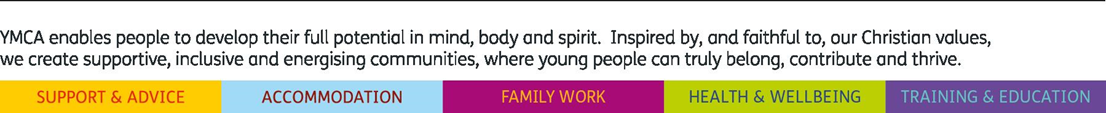 YMCA enables people to develop their full potential in mind, body and spirit.  Inspired by, and faithful to, our Christian values,
we create supportive, inclusive and energising communities, where young people can truly belong, contribute and thrive.
SUPPORT & ADVICE ACCOMMODATION FAMILY WORK HEALTH & WELLBEING TRAINING & EDUCATION